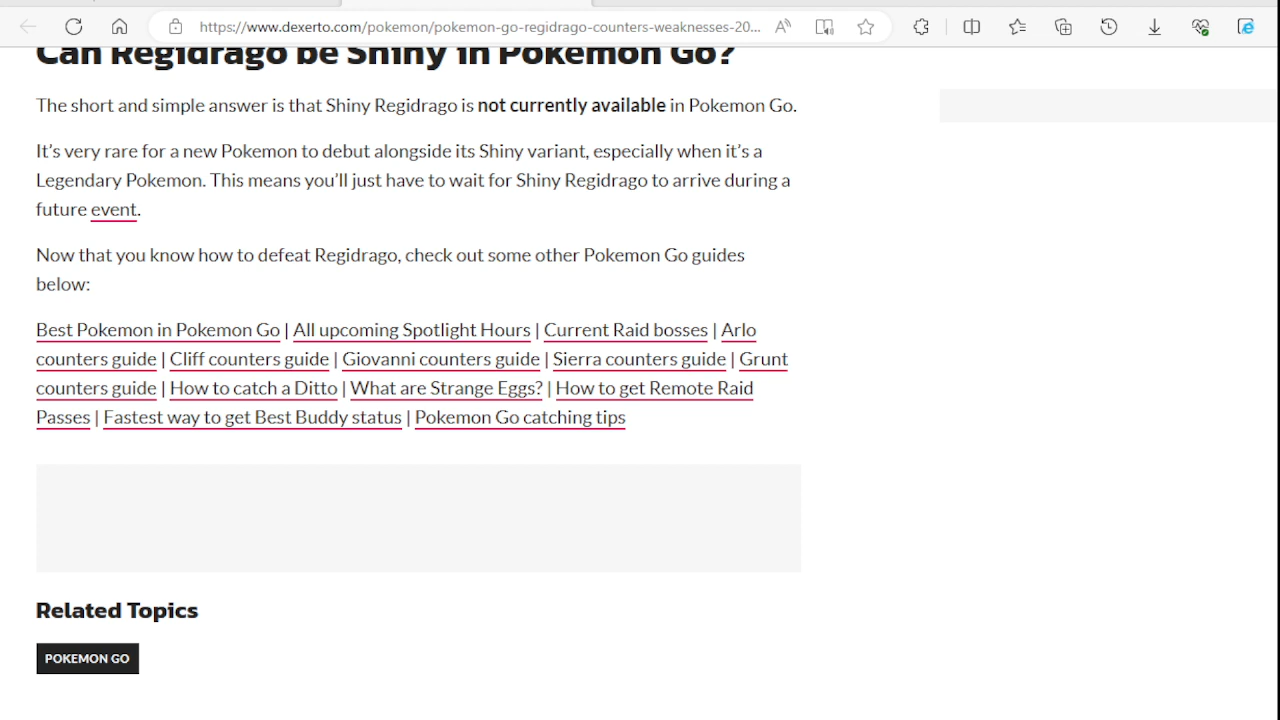 https://www.dexerto.com/pokemon/pokemon-go-regidrago-counters-weaknesses-20...
Can Regidrago be Shiny in Pokemon Go?
The short and simple answer is that Shiny Regidrago is not currently available in Pokemon Go.
It’s very rare for a new Pokemon to debut alongside its Shiny variant, especially when it’s a
Legendary Pokemon. This means you’ll just have to wait for Shiny Regidrago to arrive during a
future event.
Now that you know how to defeat Regidrago, check out some other Pokemon Go guides
below:
Best Pokemon in Pokemon Go | All upcoming Spotlight Hours | Current Raid bosses | Arlo
counters guide | Cliff counters guide | Giovanni counters guide | Sierra counters guide | Grunt
counters guide | How to catch a Ditto | What are Strange Eggs? | How to get Remote Raid
Passes | Fastest way to get Best Buddy status | Pokemon Go catching tips
Related Topics
POKEMON GO